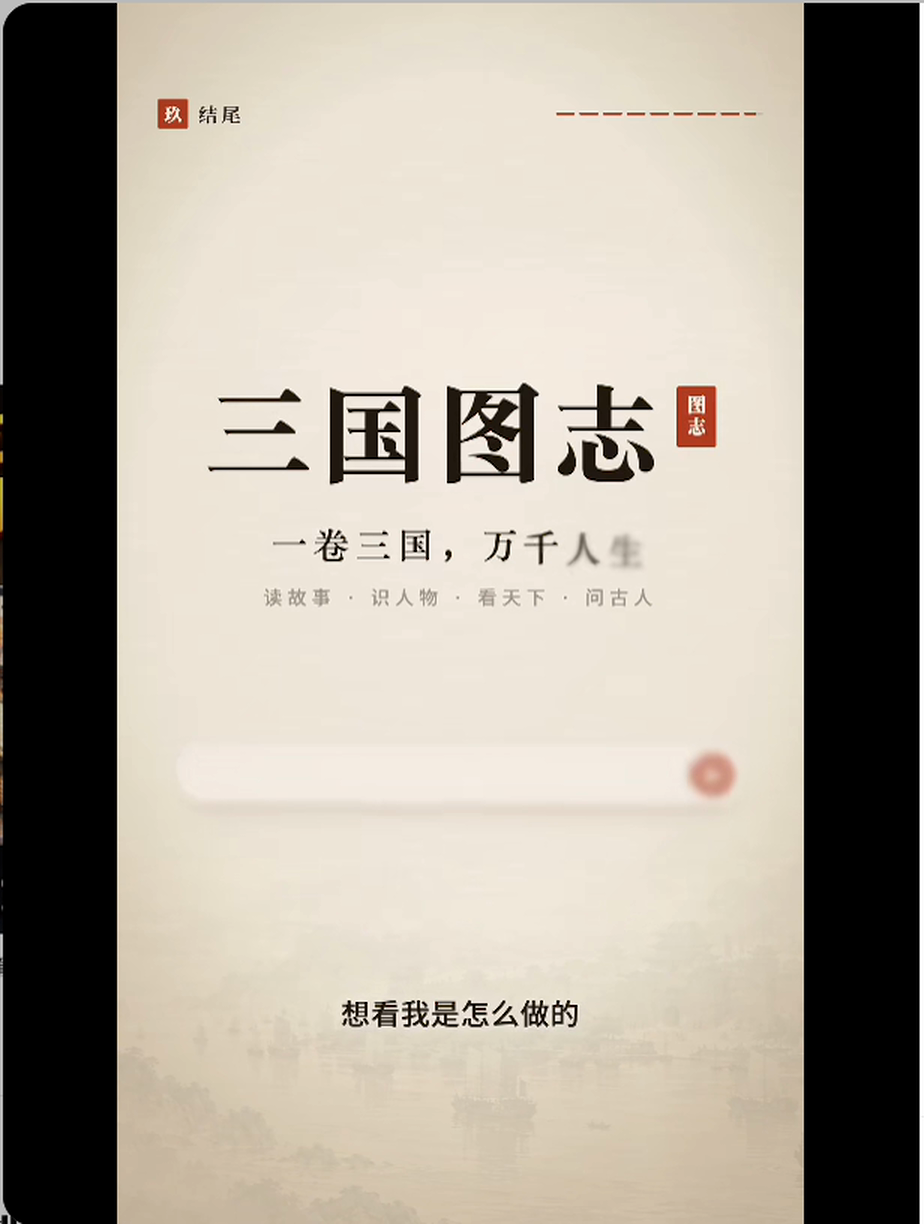 玖 结尾
三国图志
图志
一卷三国，万千人生
读故事 · 识人物 · 看天下 · 问古人
想看我是怎么做的